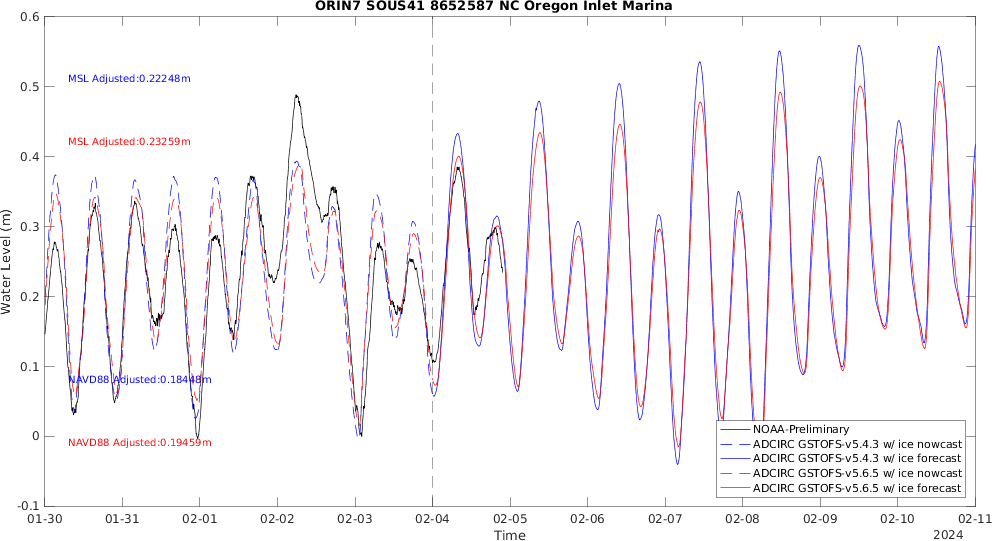 ORIN7 SOUS41 8652587 NC Oregon Inlet Marina
0.6
0.5
0.4
0.3
0.2
0.1
0
-0.1
Water Level (m)
MSL Adjusted:0.22248m
MSL Adjusted:0.23259m
NAVD88 Adjusted:0.18448m
NAVD88 Adjusted:0.19459m
NOAA-Preliminary
ADCIRC GSTOFS-v5.4.3 w/ ice nowcast
ADCIRC GSTOFS-v5.4.3 w/ ice forecast
ADCIRC GSTOFS-v5.6.5 w/ ice nowcast
ADCIRC GSTOFS-v5.6.5 w/ ice forecast
01-30 01-31 02-01 02-02 02-03 02-04 02-05 02-06 02-07 02-08 02-09 02-10 02-11
Time
2024